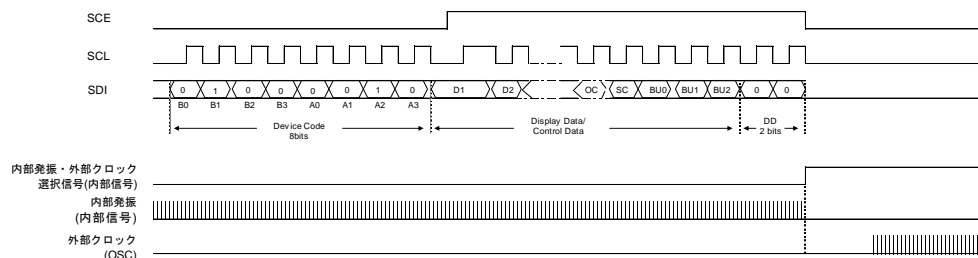 SCE
SCL
SDI
0 1 0 0 0 0 1 0 D1 D2 OC SC BU0 BU1 BU2 0 0
B0 B1 B2 B3 A0 A1 A2 A3
Device Code
8bits
Display Data/
Control Data
DD
2 bits
内部発振・外部クロック
選択信号(内部信号)
内部発振
(内部信号)
外部クロック
(OSC)